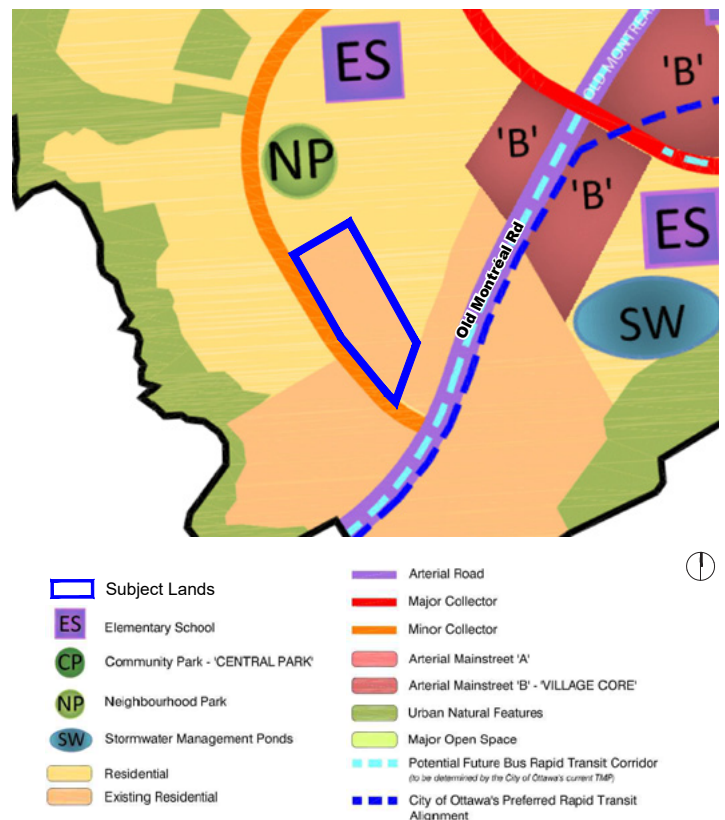 ES
OLD MONTRÉAL
'B'
'B'
NP
'B'
ES
Old Montréal Rd
SW
Subject Lands
ES
Elementary School
CP
Community Park - 'CENTRAL PARK'
NP
Neighbourhood Park
SW
Stormwater Management Ponds
Residential
Existing Residential
Arterial Road
Major Collector
Minor Collector
Arterial Mainstreet 'A'
Arterial Mainstreet 'B' - 'VILLAGE CORE'
Urban Natural Features
Major Open Space
Potential Future Bus Rapid Transit Corridor
(to be determined by the City of Ottawa's current TMP)
City of Ottawa's Preferred Rapid Transit
Alignment